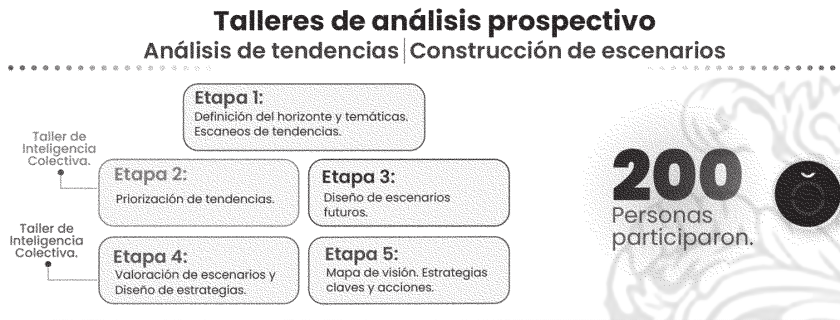 Talleres de análisis prospectivo
Análisis de tendencias | Construcción de escenarios
Etapa 1:
Definición del horizonte y temáticas.
Escaneos de tendencias.
Taller de
Inteligencia
Colectiva.
Etapa 2:
Priorización de tendencias.
Etapa 3:
Diseño de escenarios
futuros.
Taller de
Inteligencia
Colectiva.
Etapa 4:
Valoración de escenarios y
Diseño de estrategias.
Etapa 5:
Mapa de visión. Estrategias
claves y acciones.
200
Personas
participaron.